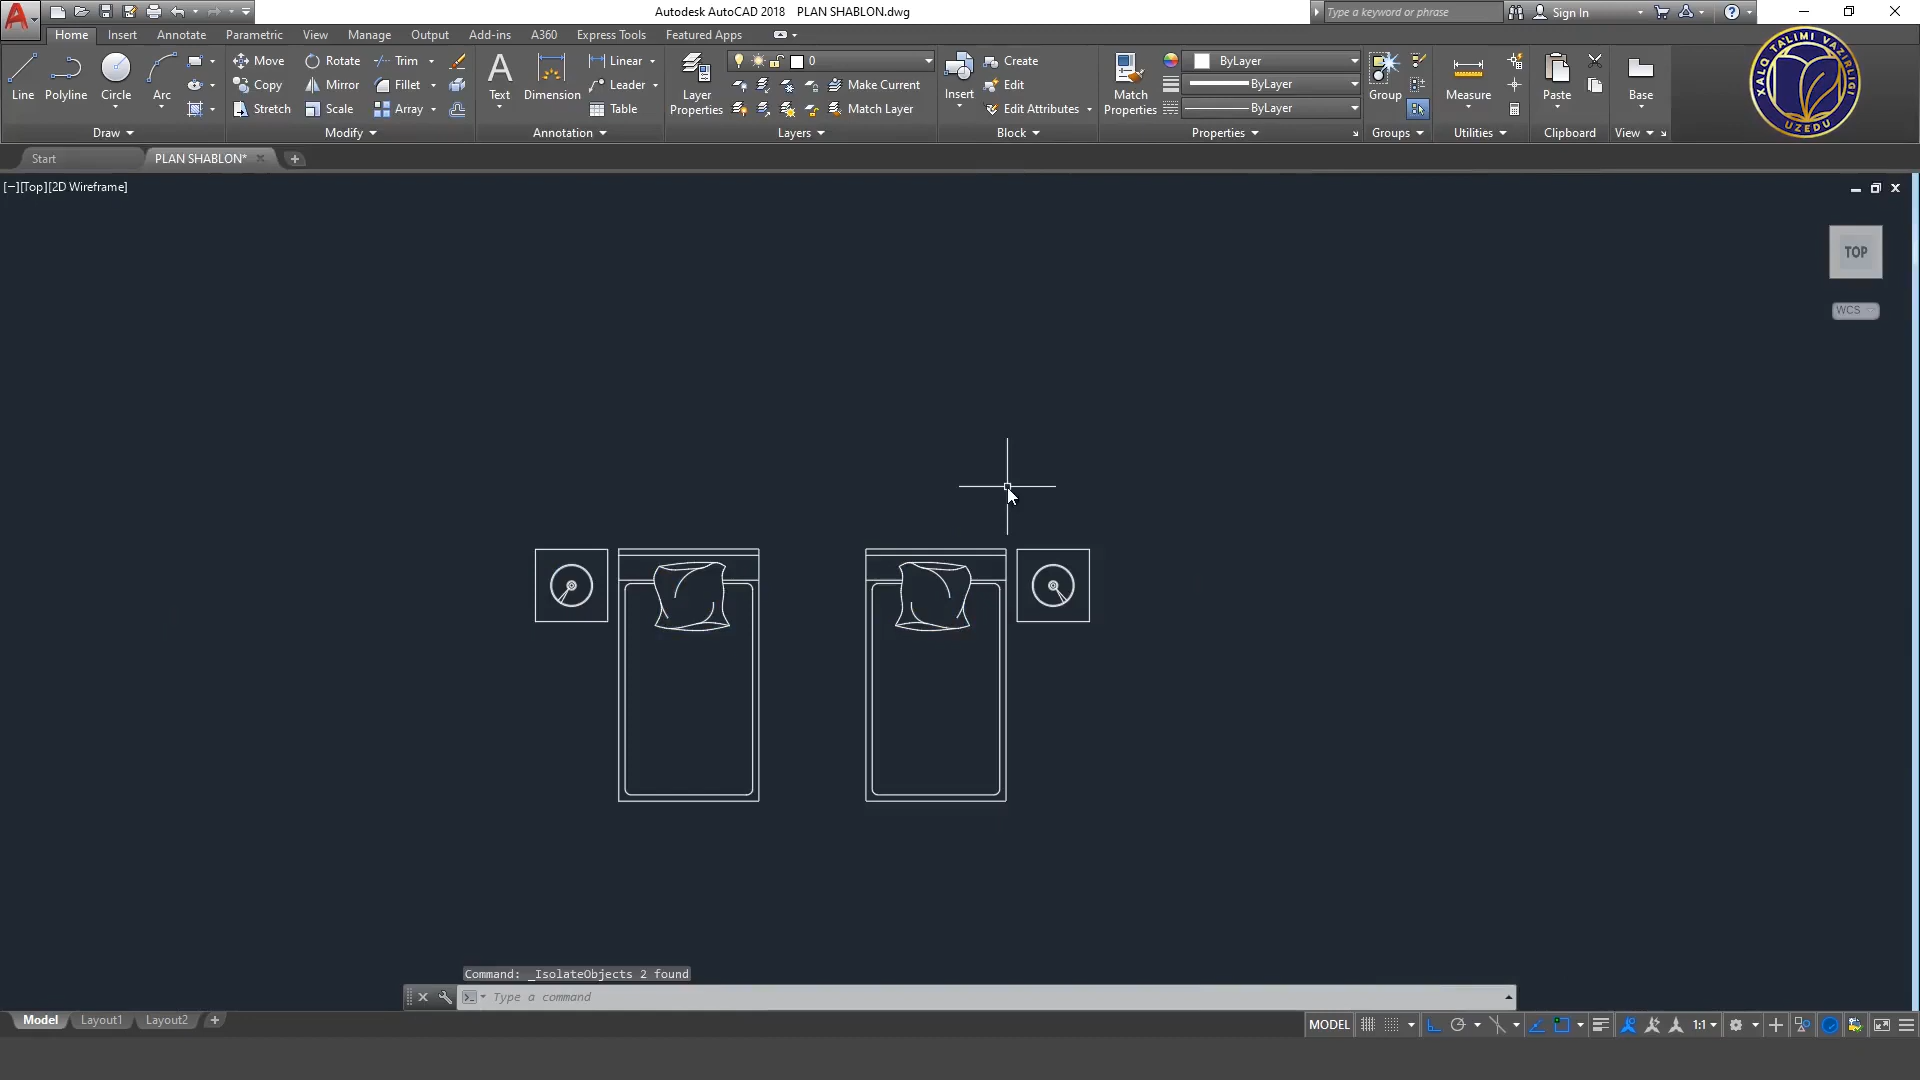 Autodesk AutoCAD 2018 PLAN SHABLON.dwg
Type a keyword or phrase
Sign In
Home Insert Annotate Parametric View Manage Output Add-ins A360 Express Tools Featured Apps
Line Polyline Circle Arc
Move Rotate Trim
Copy Mirror Fillet
Stretch Scale Array
Text Dimension
Linear
Leader
Table
Layer Properties
0
Make Current
Match Layer
Insert
Create
Edit
Edit Attributes
Match Properties
ByLayer
ByLayer
ByLayer
Group
Measure
Paste
Base
Draw Modify Annotation Layers Block Properties Groups Utilities Clipboard View
XALQ TA'LIMI VAZIRLIGI
UZEDU
Start PLAN SHABLON*
[−][Top][2D Wireframe]
TOP
WCS
Command: _IsolateObjects 2 found
Type a command
Model Layout1 Layout2
MODEL
1:1